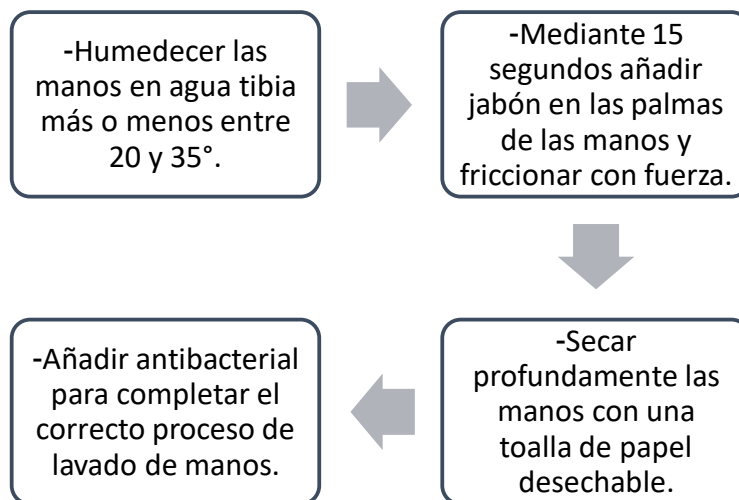 -Humedecer las
manos en agua tibia
más o menos entre
20 y 35°.
-Mediante 15
segundos añadir
jabón en las palmas
de las manos y
friccionar con fuerza.
-Secar
profundamente las
manos con una
toalla de papel
desechable.
-Añadir antibacterial
para completar el
correcto proceso de
lavado de manos.